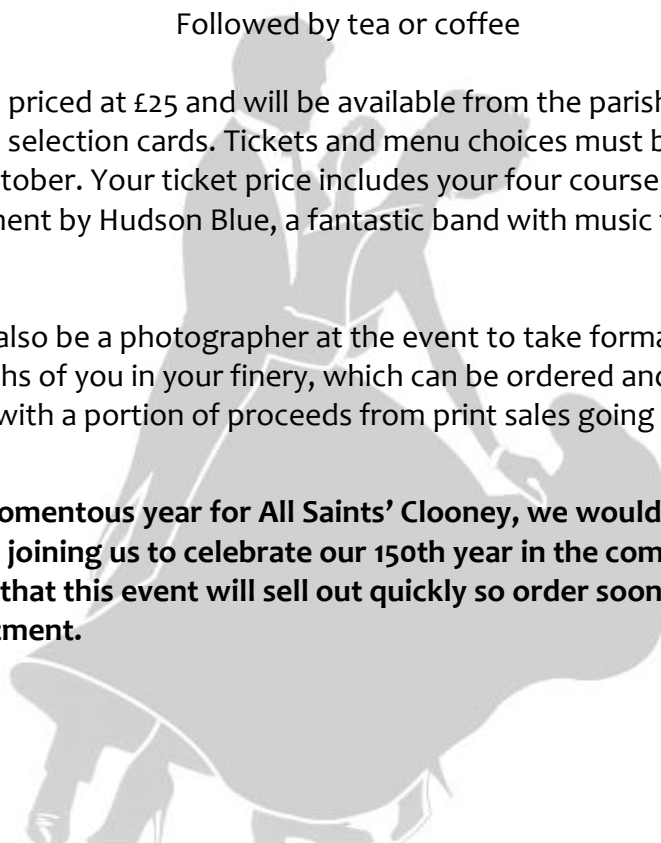 Followed by tea or coffee
priced at £25 and will be available from the parish
selection cards. Tickets and menu choices must b
tober. Your ticket price includes your four course
ment by Hudson Blue, a fantastic band with music
also be a photographer at the event to take forma
hs of you in your finery, which can be ordered and
with a portion of proceeds from print sales going
omentous year for All Saints’ Clooney, we would
joining us to celebrate our 150th year in the com
that this event will sell out quickly so order soon
tment.